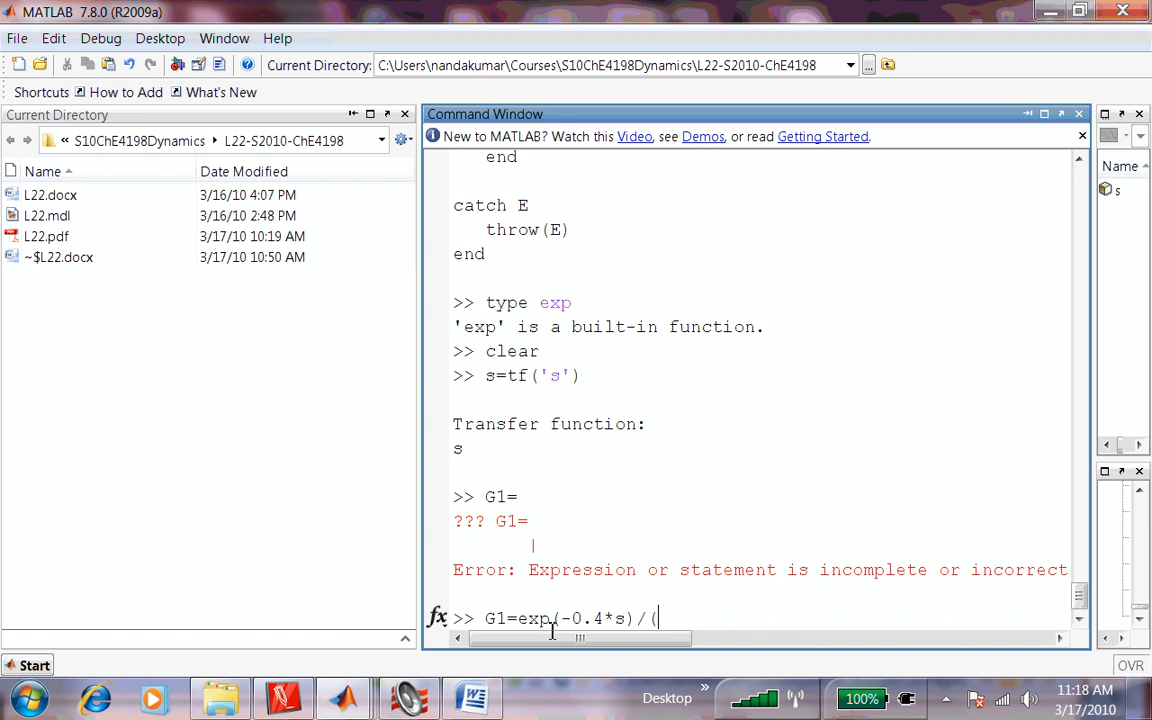 MATLAB 7.8.0 (R2009a)
File Edit Debug Desktop Window Help
Current Directory: C:\Users\nandakumar\Courses\S10ChE4198Dynamics\L22-S2010-ChE4198 ...
Shortcuts How to Add What's New
Current Directory
« S10ChE4198Dynamics L22-S2010-ChE4198
Name Date Modified
L22.docx 3/16/10 4:07 PM
L22.mdl 3/16/10 2:48 PM
L22.pdf 3/17/10 10:19 AM
~$L22.docx 3/17/10 10:50 AM
Command Window
New to MATLAB? Watch this Video, see Demos, or read Getting Started.
end
catch E
throw(E)
end
>> type exp
'exp' is a built-in function.
>> clear
>> s=tf('s')
Transfer function:
s
>> G1=
??? G1=
|
Error: Expression or statement is incomplete or incorrect
fx >> G1=exp(-0.4*s)/(
Name
s
Start
OVR
Desktop » 100% 11:18 AM
3/17/2010